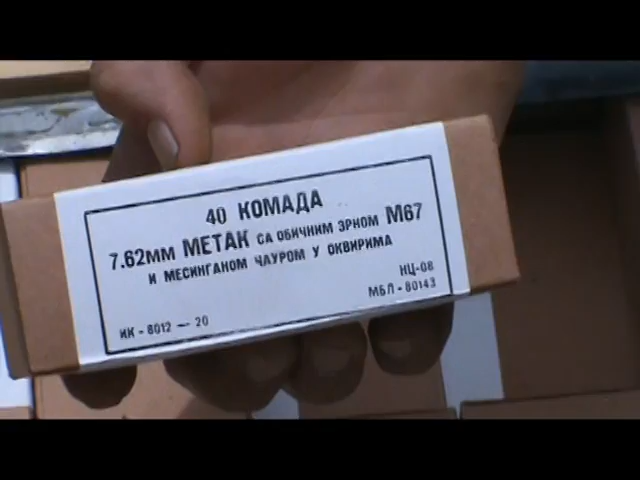 40 КОМАДА
7.62мм МЕТАК СА ОБИЧНИМ ЗРНОМ М67
И МЕСИНГАНОМ ЧАУРОМ У ОКВИРИМА
НЦ-08
МБЛ-80143
ИК-8012 — 20